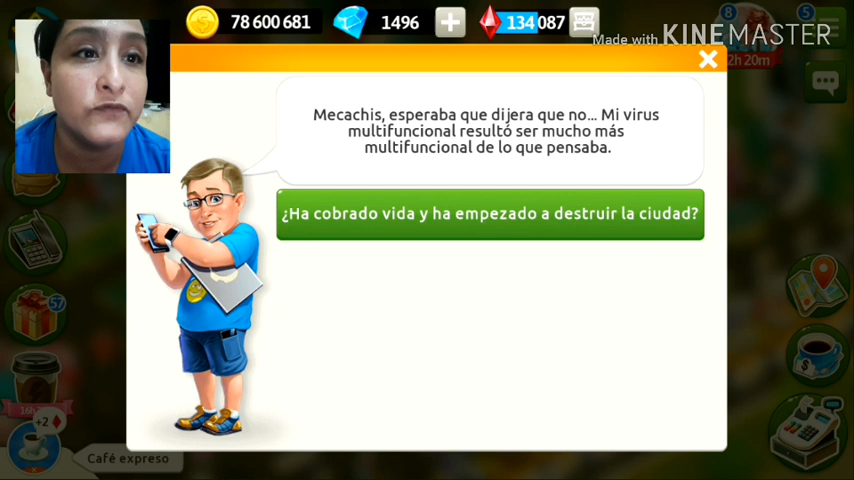 78 600 681
1496
134 087
8
5
Made with KINEMASTER
2h 20m
Mecachis, esperaba que dijera que no... Mi virus
multifuncional resultó ser mucho más
multifuncional de lo que pensaba.
¿Ha cobrado vida y ha empezado a destruir la ciudad?
57
+2
Café expreso